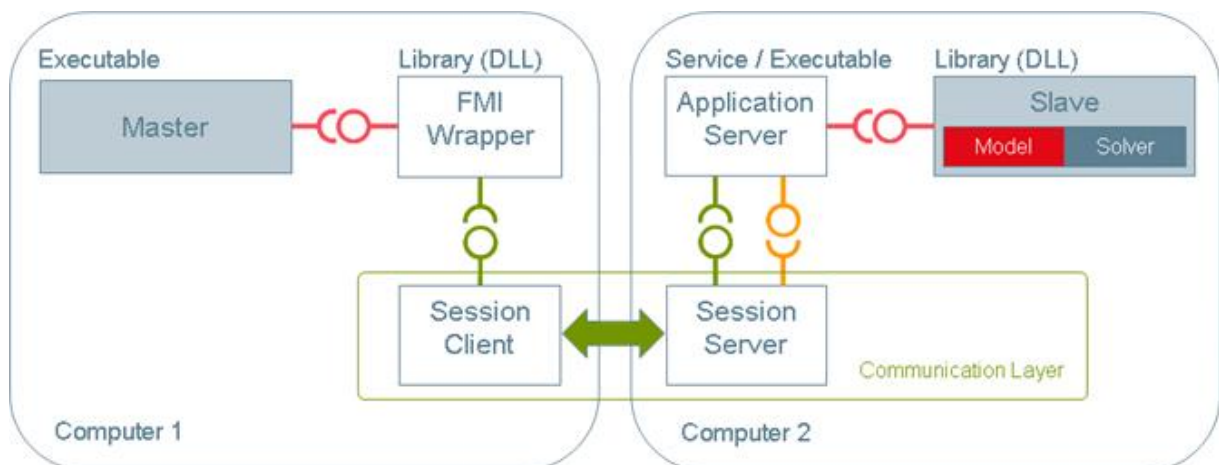 Executable
Library (DLL)
Service / Executable
Library (DLL)
Master
FMI
Wrapper
Application
Server
Slave
Model
Solver
Session
Client
Session
Server
Communication Layer
Computer 1
Computer 2